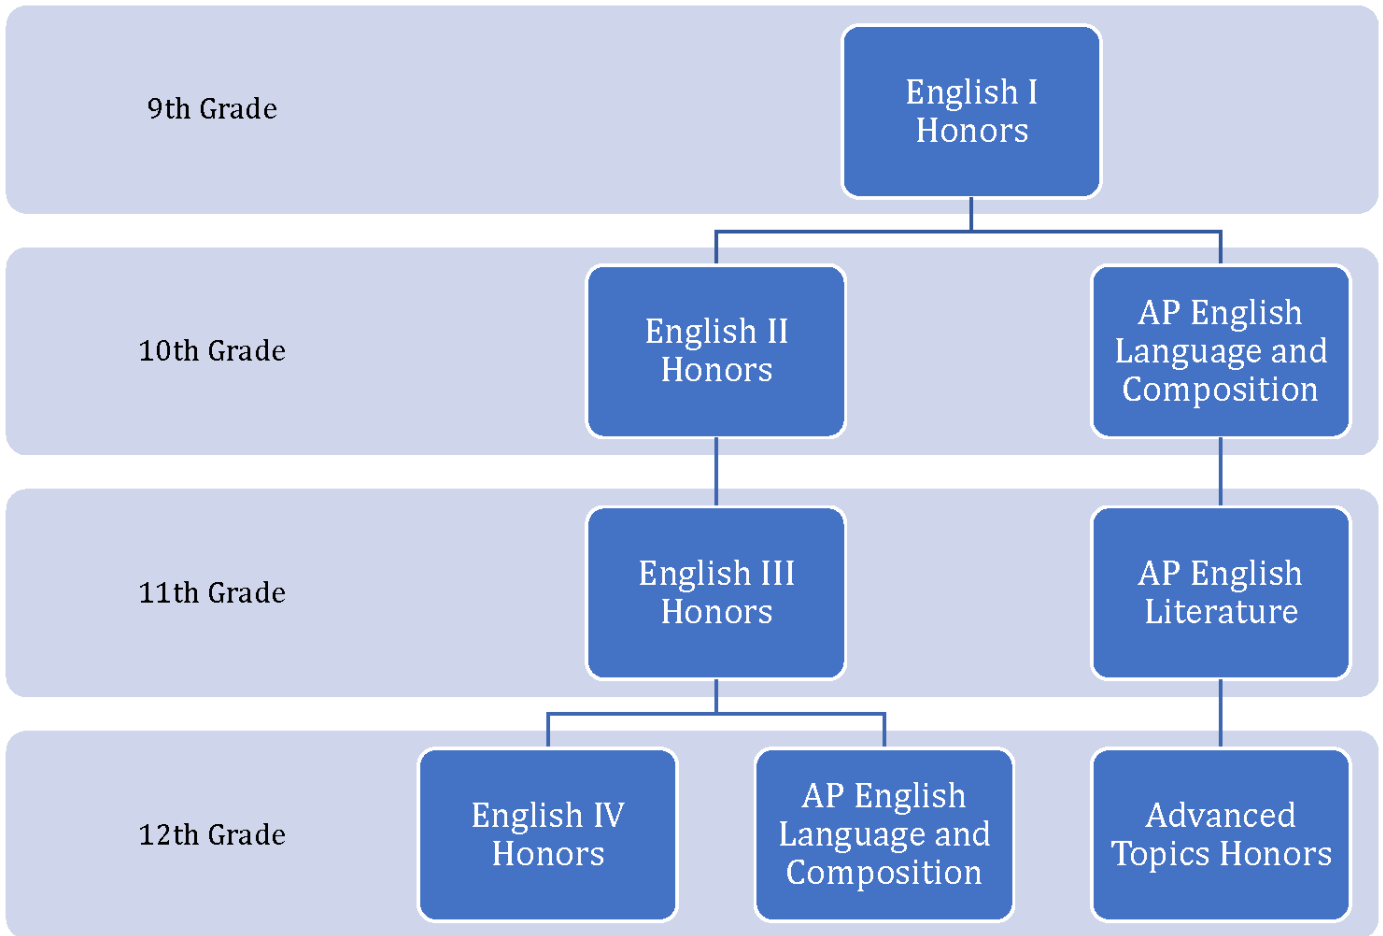 9th Grade
English I
Honors
10th Grade
English II
Honors
AP English
Language and
Composition
11th Grade
English III
Honors
AP English
Literature
12th Grade
English IV
Honors
AP English
Language and
Composition
Advanced
Topics Honors